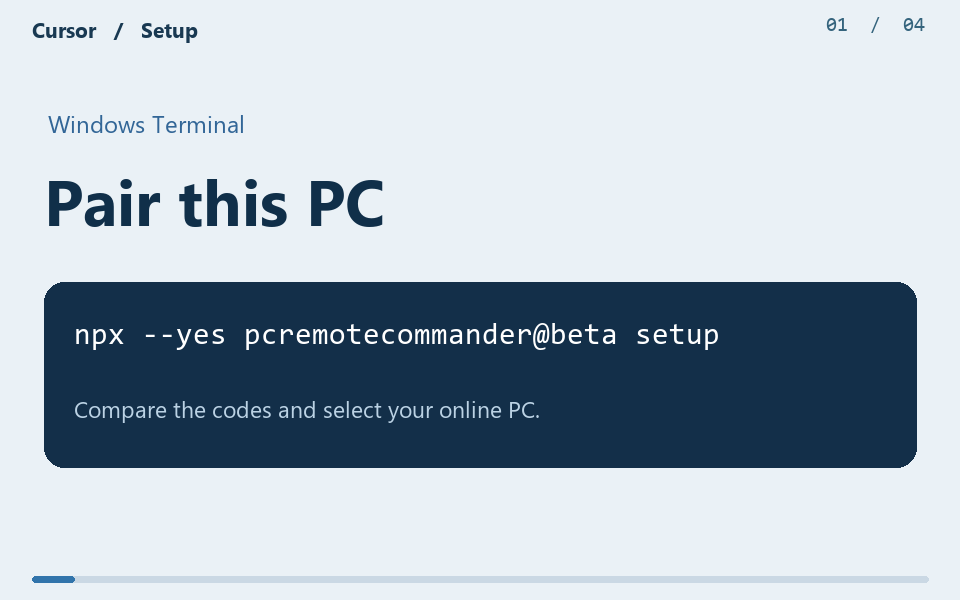 Cursor / Setup
01 / 04
Windows Terminal
Pair this PC
npx --yes pcremotecommander@beta setup
Compare the codes and select your online PC.